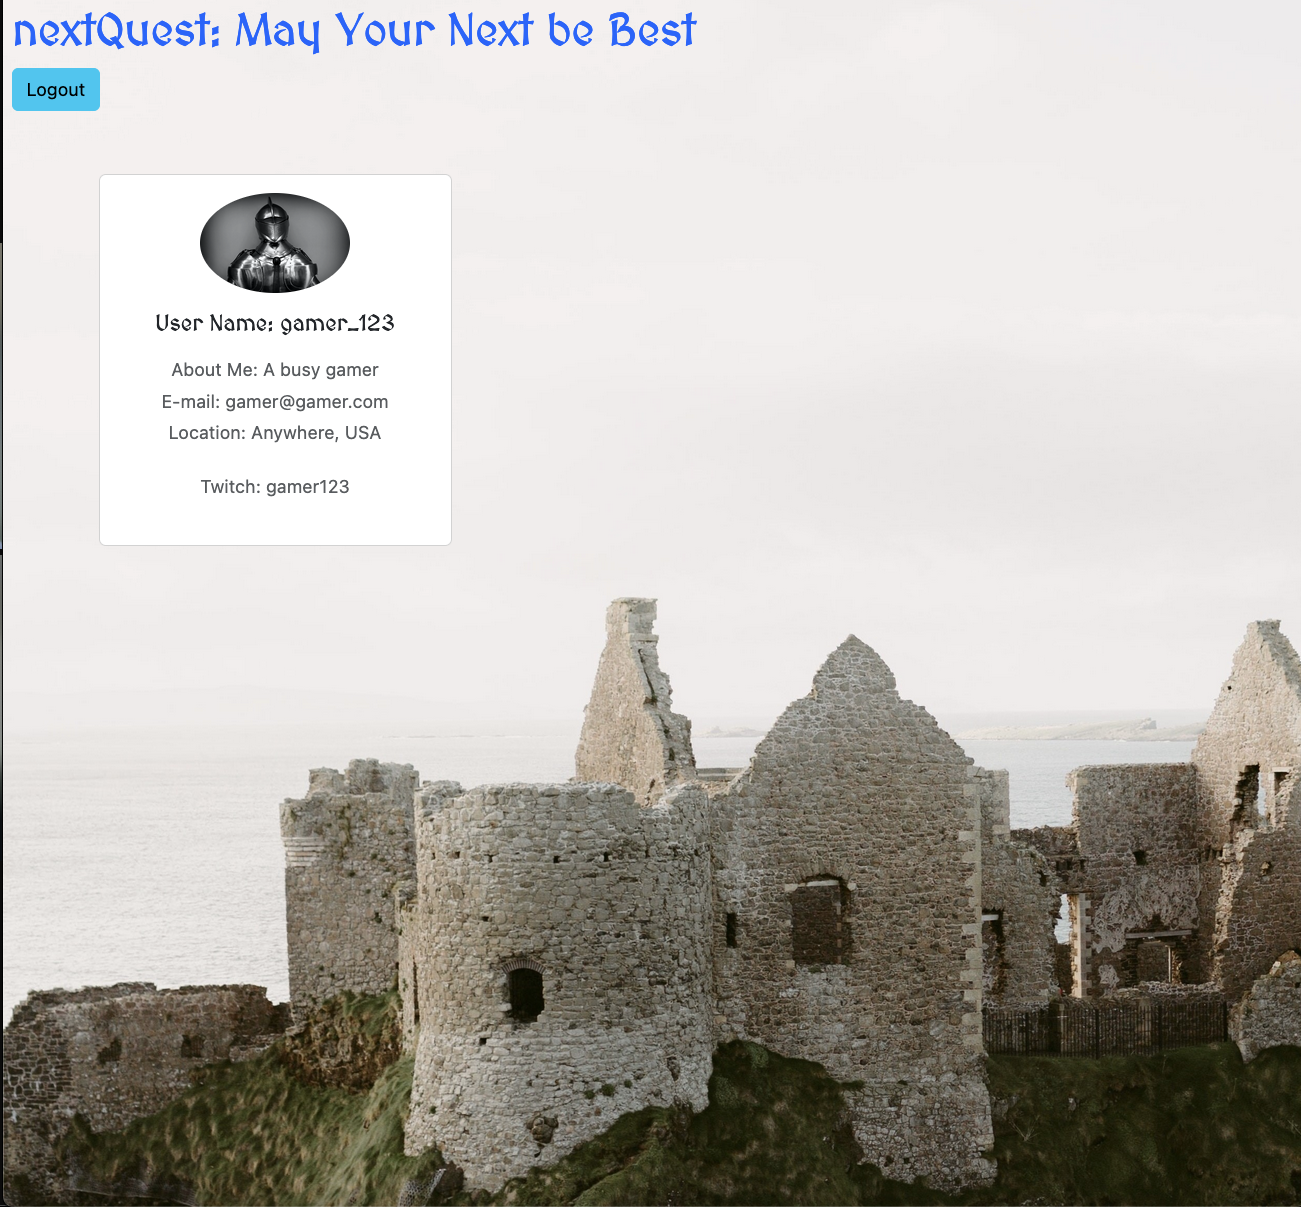 nextQuest: May Your Next be Best
Logout
User Name: gamer_123
About Me: A busy gamer
E-mail: gamer@gamer.com
Location: Anywhere, USA
Twitch: gamer123